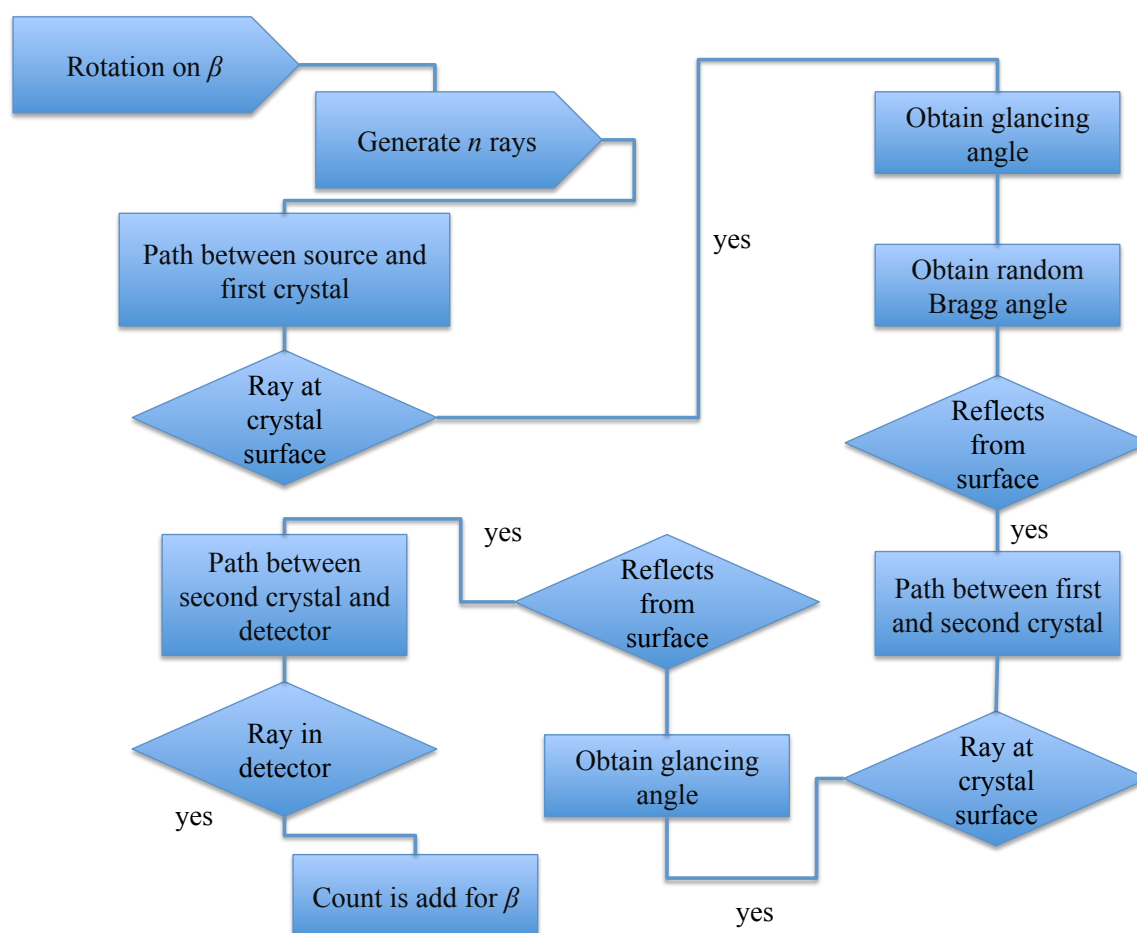 Rotation on β
Generate n rays
Path between source and
first crystal
Ray at
crystal
surface
yes
Obtain glancing
angle
Obtain random
Bragg angle
Reflects
from
surface
yes
Path between first
and second crystal
Ray at
crystal
surface
yes
Obtain glancing
angle
Reflects
from
surface
yes
Path between
second crystal and
detector
Ray in
detector
yes
Count is add for β